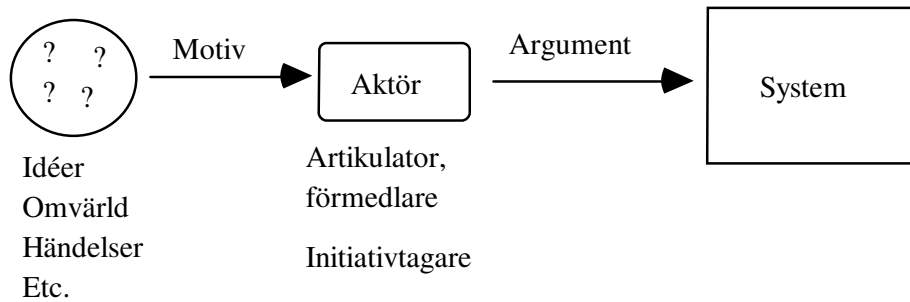 ? ?
? ?
Motiv
Aktör
Argument
System
Idéer
Omvärld
Händelser
Etc.
Artikulator,
förmedlare
Initiativtagare